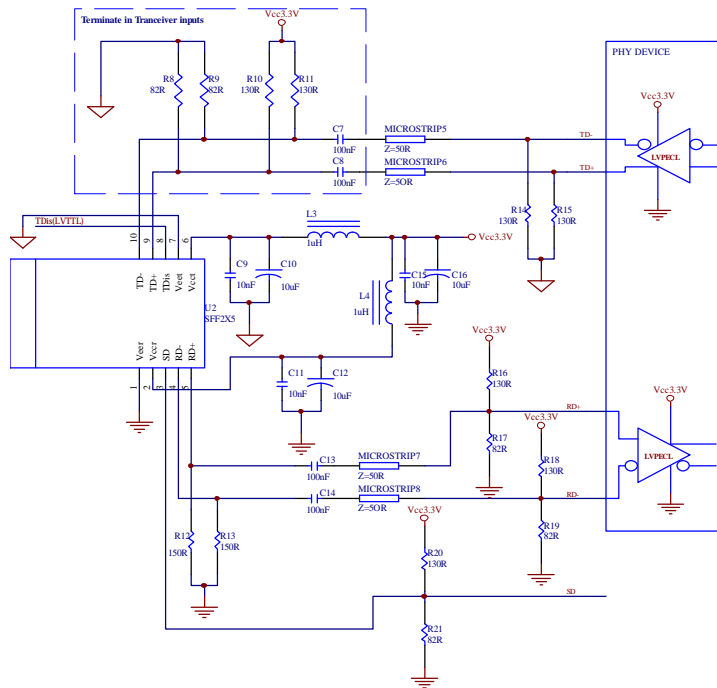 Terminate in Tranceiver inputs
Vcc3.3V
PHY DEVICE
R8
82R
R9
82R
R10
130R
R11
130R
Vcc3.3V
C7
100nF
MICROSTRIP5
Z=50R
TD-
LVPECL
C8
100nF
MICROSTRIP6
Z=5OR
TD+
R14
130R
R15
130R
TDis(LVTTL)
L3
1uH
Vcc3.3V
10
9
8
7
6
TD-
TD+
TDis
Veet
Vcct
C9
10nF
C10
10uF
C15
10nF
C16
10uF
L4
1uH
U2
SFF2X5
Veer
Vccr
SD
RD-
RD+
1
2
3
4
5
C11
10nF
C12
10uF
Vcc3.3V
R16
130R
RD+
Vcc3.3V
Vcc3.3V
R17
82R
LVPECL
C13
100nF
MICROSTRIP7
Z=50R
R18
130R
C14
100nF
MICROSTRIP8
Z=5OR
RD-
Vcc3.3V
R12
150R
R13
150R
R19
82R
R20
130R
SD
R21
82R